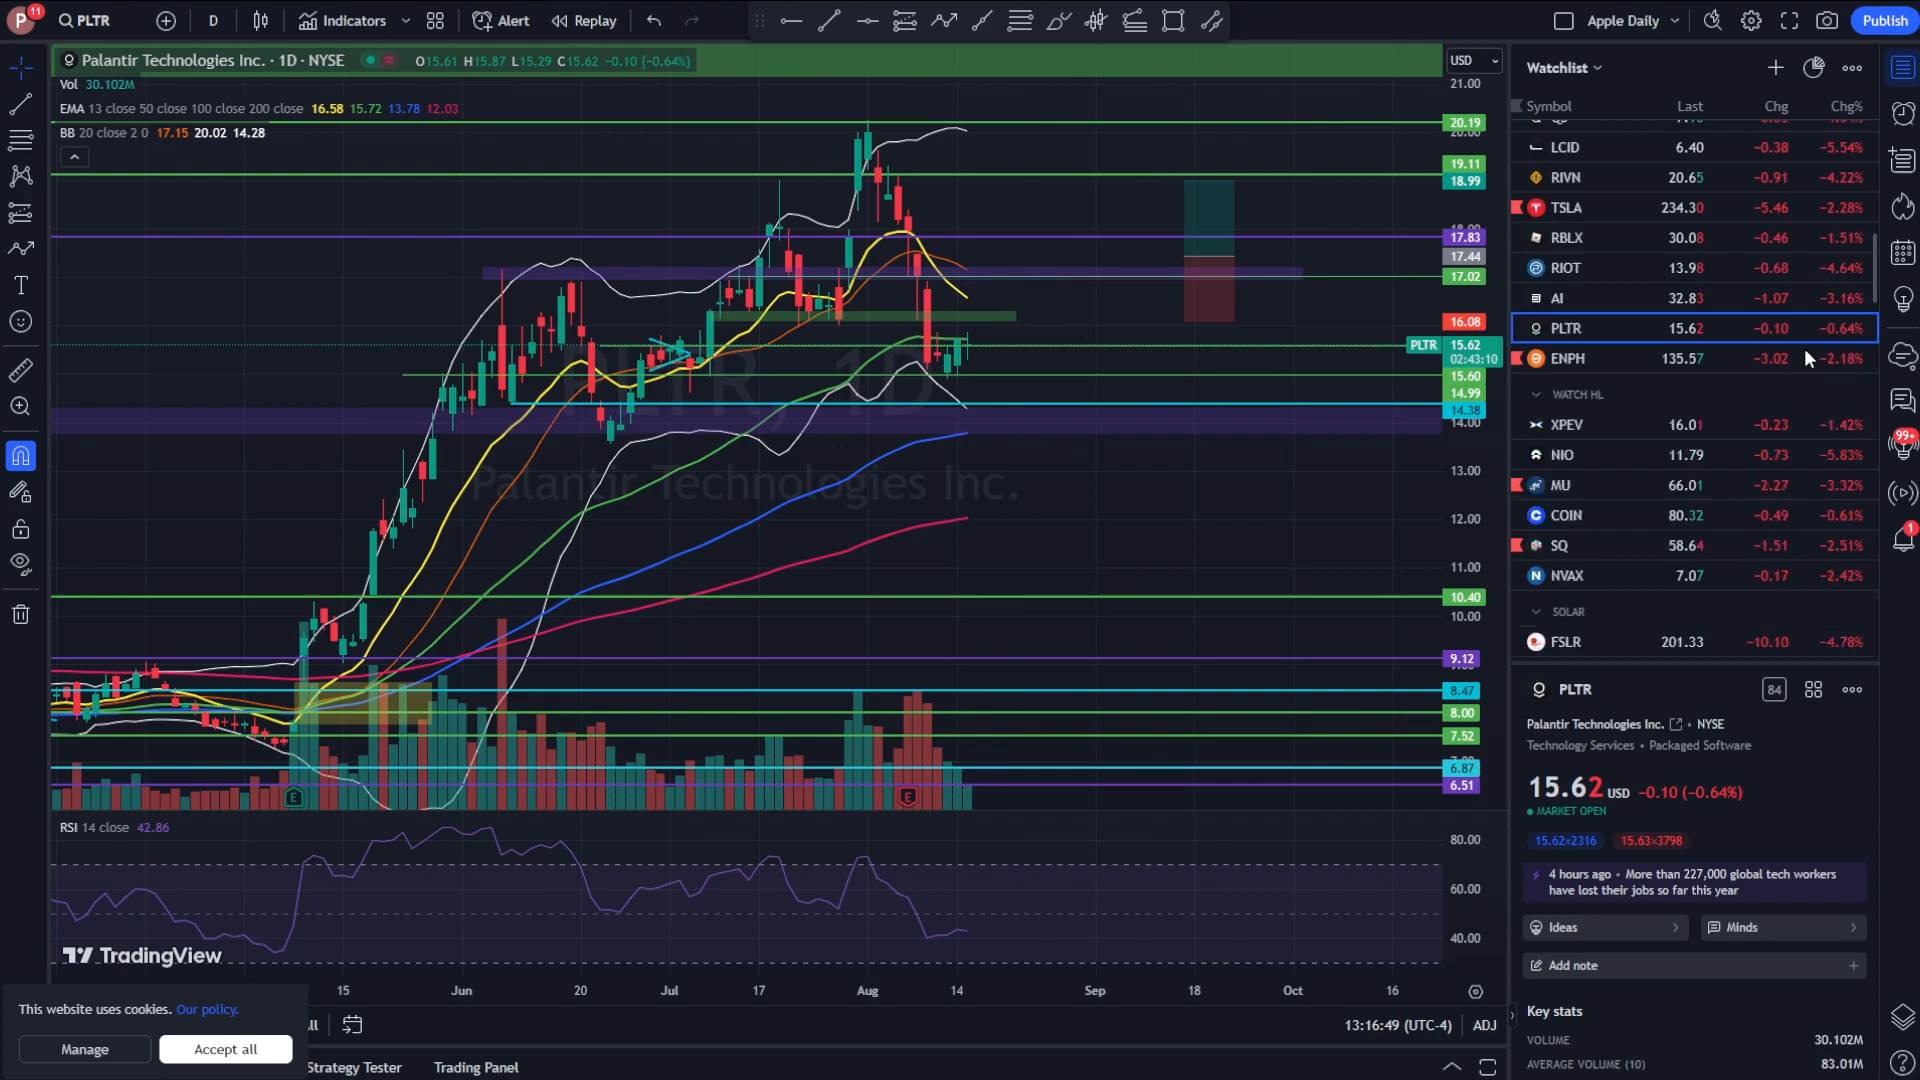 P 11 PLTR D Indicators Alert Replay Apple Daily Publish
Palantir Technologies Inc. · 1D · NYSE O15.61 H15.87 L15.29 C15.62 −0.10 (−0.64%)
Vol 30.102M
EMA 13 close 50 close 100 close 200 close 16.58 15.72 13.78 12.03
BB 20 close 2 0 17.15 20.02 14.28
USD
21.00
20.19
20.00
19.11
18.99
18.00
17.83
17.44
17.02
16.08
PLTR 15.62
02:43:10
15.60
14.99
14.38
14.00
13.00
12.00
11.00
10.40
10.00
9.12
8.47
8.00
7.52
6.87
6.51
PLTR, 1D
Palantir Technologies Inc.
E
E
RSI 14 close 42.86
80.00
60.00
40.00
TradingView
15 Jun 20 Jul 17 Aug 14 Sep 18 Oct 16
This website uses cookies. Our policy.
Manage Accept all
13:16:49 (UTC-4) ADJ
Strategy Tester Trading Panel
Watchlist
Symbol Last Chg Chg%
LCID 6.40 −0.38 −5.54%
RIVN 20.65 −0.91 −4.22%
TSLA 234.30 −5.46 −2.28%
RBLX 30.08 −0.46 −1.51%
RIOT 13.98 −0.68 −4.64%
AI 32.83 −1.07 −3.16%
PLTR 15.62 −0.10 −0.64%
ENPH 135.57 −3.02 −2.18%
WATCH HL
XPEV 16.01 −0.23 −1.42%
NIO 11.79 −0.73 −5.83%
MU 66.01 −2.27 −3.32%
COIN 80.32 −0.49 −0.61%
SQ 58.64 −1.51 −2.51%
NVAX 7.07 −0.17 −2.42%
SOLAR
FSLR 201.33 −10.10 −4.78%
PLTR 84
Palantir Technologies Inc. • NYSE
Technology Services • Packaged Software
15.62 USD −0.10 (−0.64%)
MARKET OPEN
15.62×2316 15.63×3798
4 hours ago • More than 227,000 global tech workers
have lost their jobs so far this year
Ideas Minds
Add note
Key stats
VOLUME 30.102M
AVERAGE VOLUME (10) 83.01M
99+
1